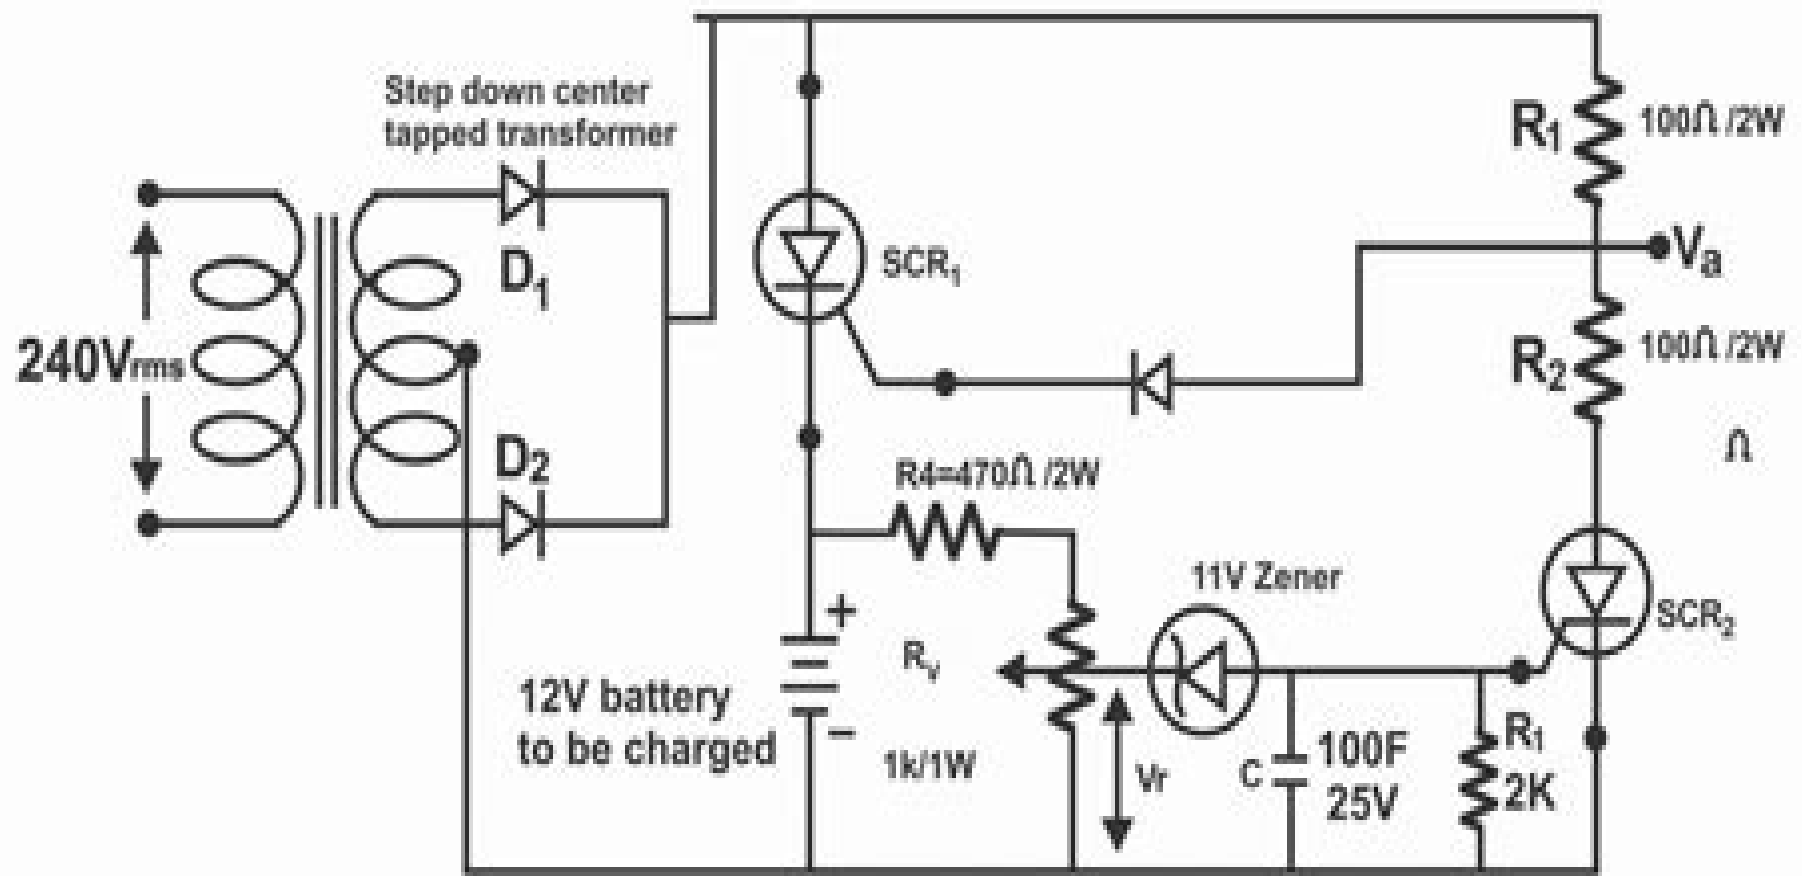 Step down center
tapped transformer
R₁ 100Ω /2W
D₁
SCR₁
Va
240Vrms
R₂ 100Ω /2W
Ω
D₂
R4=470Ω /2W
11V Zener
+
SCR₂
Rᵧ
12V battery
to be charged
−
1k/1W
Vr
C
100F
25V
R₁
2K